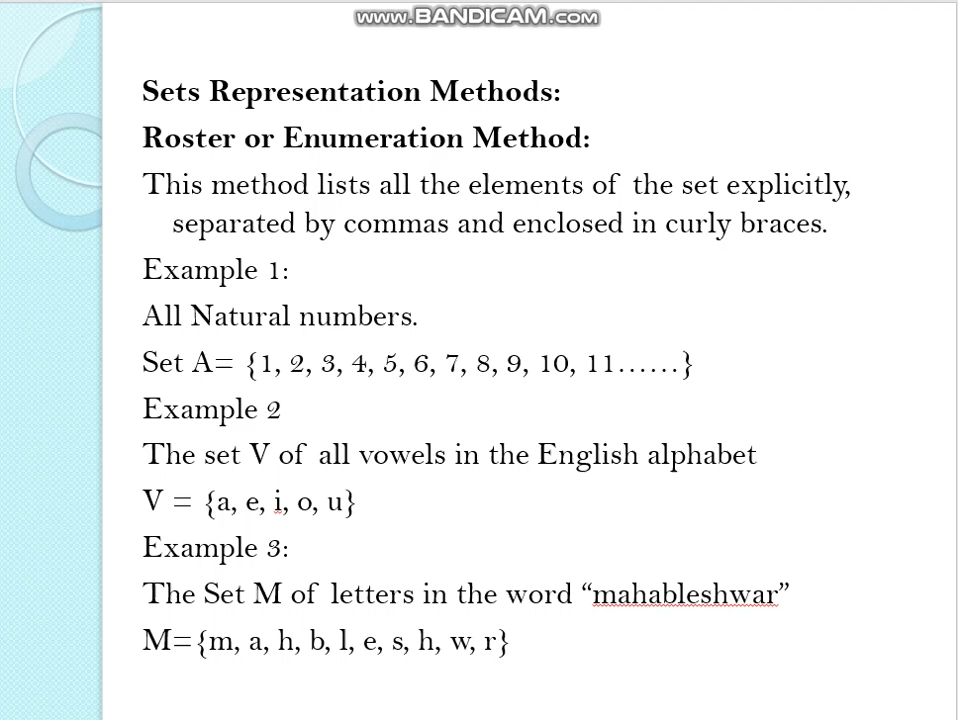 www.BANDICAM.com
Sets Representation Methods:
Roster or Enumeration Method:
This method lists all the elements of the set explicitly,
separated by commas and enclosed in curly braces.
Example 1:
All Natural numbers.
Set A= {1, 2, 3, 4, 5, 6, 7, 8, 9, 10, 11……}
Example 2
The set V of all vowels in the English alphabet
V = {a, e, i, o, u}
Example 3:
The Set M of letters in the word “mahableshwar”
M={m, a, h, b, l, e, s, h, w, r}